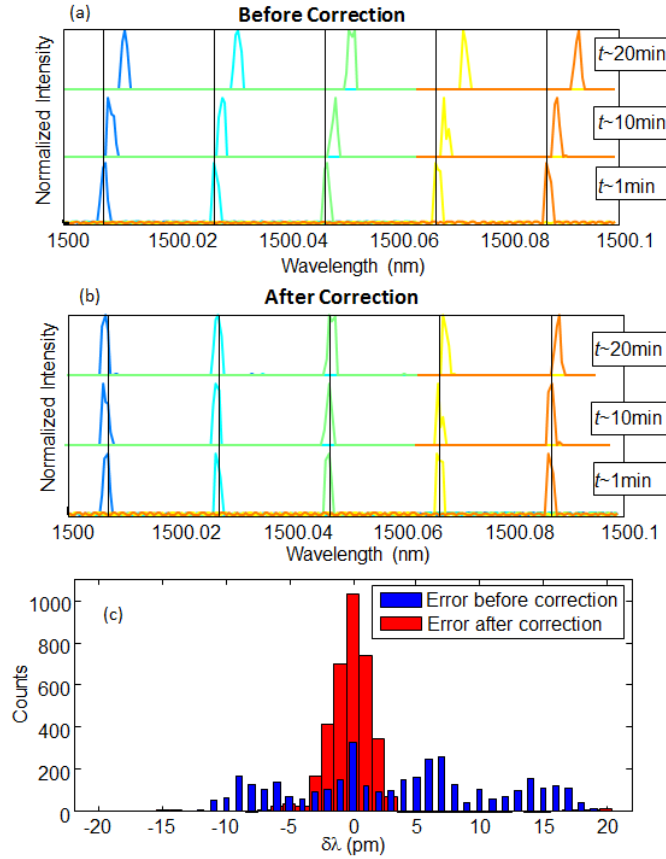 (a)
Before Correction
Normalized Intensity
t~20min
t~10min
t~1min
1500 1500.02 1500.04 1500.06 1500.08 1500.1
Wavelength (nm)
(b)
After Correction
Normalized Intensity
t~20min
t~10min
t~1min
1500 1500.02 1500.04 1500.06 1500.08 1500.1
Wavelength (nm)
(c)
Error before correction
Error after correction
Counts
1000
800
600
400
200
0
-20 -15 -10 -5 0 5 10 15 20
δλ (pm)